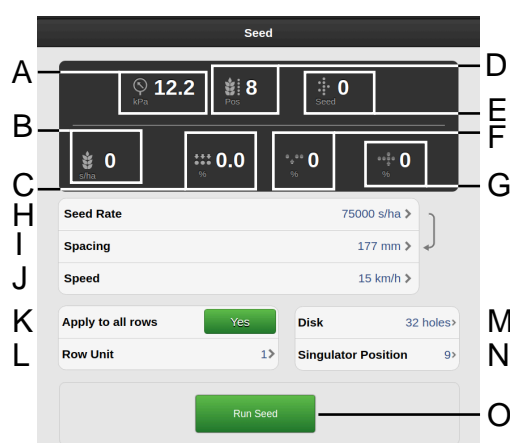 Seed
A
12.2
kPa
8
Pos
0
Seed
D
E
B
0
s/ha
0.0
%
0
%
0
%
F
C
G
H
Seed Rate
75000 s/ha
I
Spacing
177 mm
J
Speed
15 km/h
K
Apply to all rows
Yes
Disk
32 holes
M
L
Row Unit
1
Singulator Position
9
N
Run Seed
O